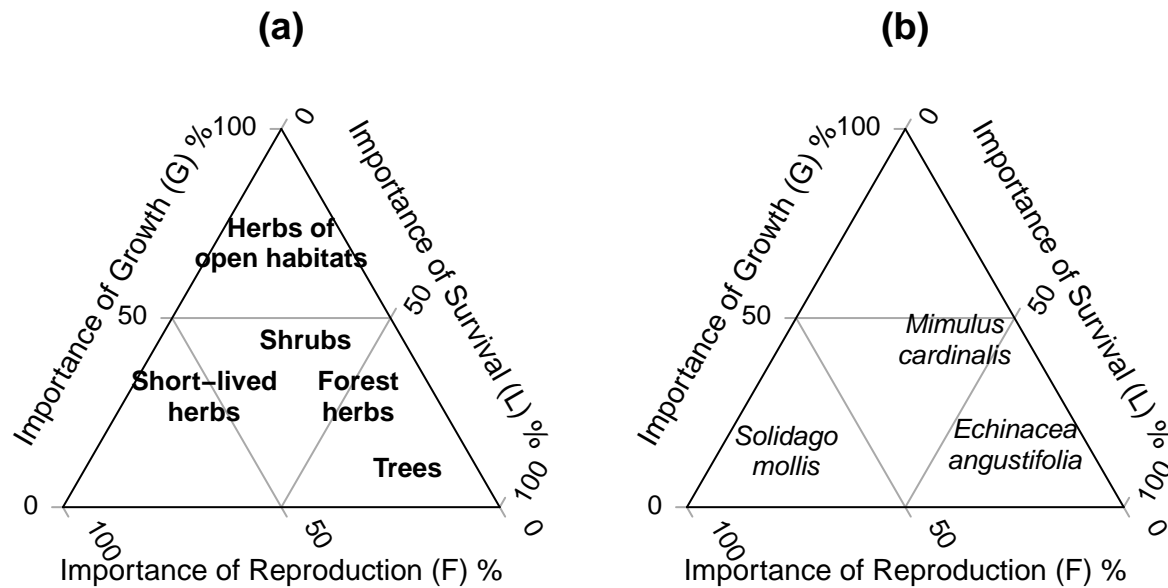 (a)
Importance of Growth (G) %
100
0
Importance of Survival (L) %
Herbs of
open habitats
50
50
Shrubs
Short−lived
herbs
Forest
herbs
Trees
0
100
100
50
0
Importance of Reproduction (F) %
(b)
Importance of Growth (G) %
100
0
Importance of Survival (L) %
50
50
Mimulus
cardinalis
Solidago
mollis
Echinacea
angustifolia
0
100
100
50
0
Importance of Reproduction (F) %